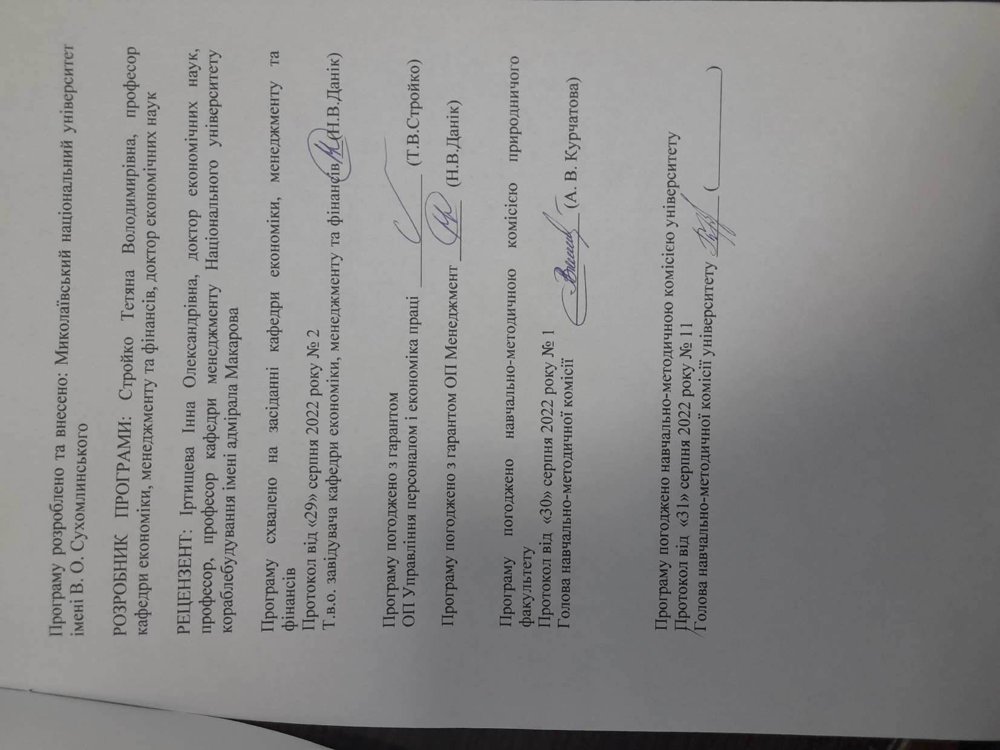 Програму розроблено та внесено: Миколаївський національний університет
імені В. О. Сухомлинського
РОЗРОБНИК ПРОГРАМИ: Стройко Тетяна Володимирівна, професор
кафедри економіки, менеджменту та фінансів, доктор економічних наук
РЕЦЕНЗЕНТ: Іртищева Інна Олександрівна, доктор економічних наук,
професор, професор кафедри менеджменту Національного університету
кораблебудування імені адмірала Макарова
Програму схвалено на засіданні кафедри економіки, менеджменту та
фінансів
Протокол від «29» серпня 2022 року № 2
Т.в.о. завідувача кафедри економіки, менеджменту та фінансів (Н.В.Данік)
Програму погоджено з гарантом
ОП Управління персоналом і економіка праці ____________ (Т.В.Стройко)
Програму погоджено з гарантом ОП Менеджмент ________ (Н.В.Данік)
Програму погоджено навчально-методичною комісією природничого
факультету
Протокол від «30» серпня 2022 року № 1
Голова навчально-методичної комісії ____________ (А. В. Курчатова)
Програму погоджено навчально-методичною комісією університету
Протокол від «31» серпня 2022 року № 11
Голова навчально-методичної комісії університету ________ (____________)